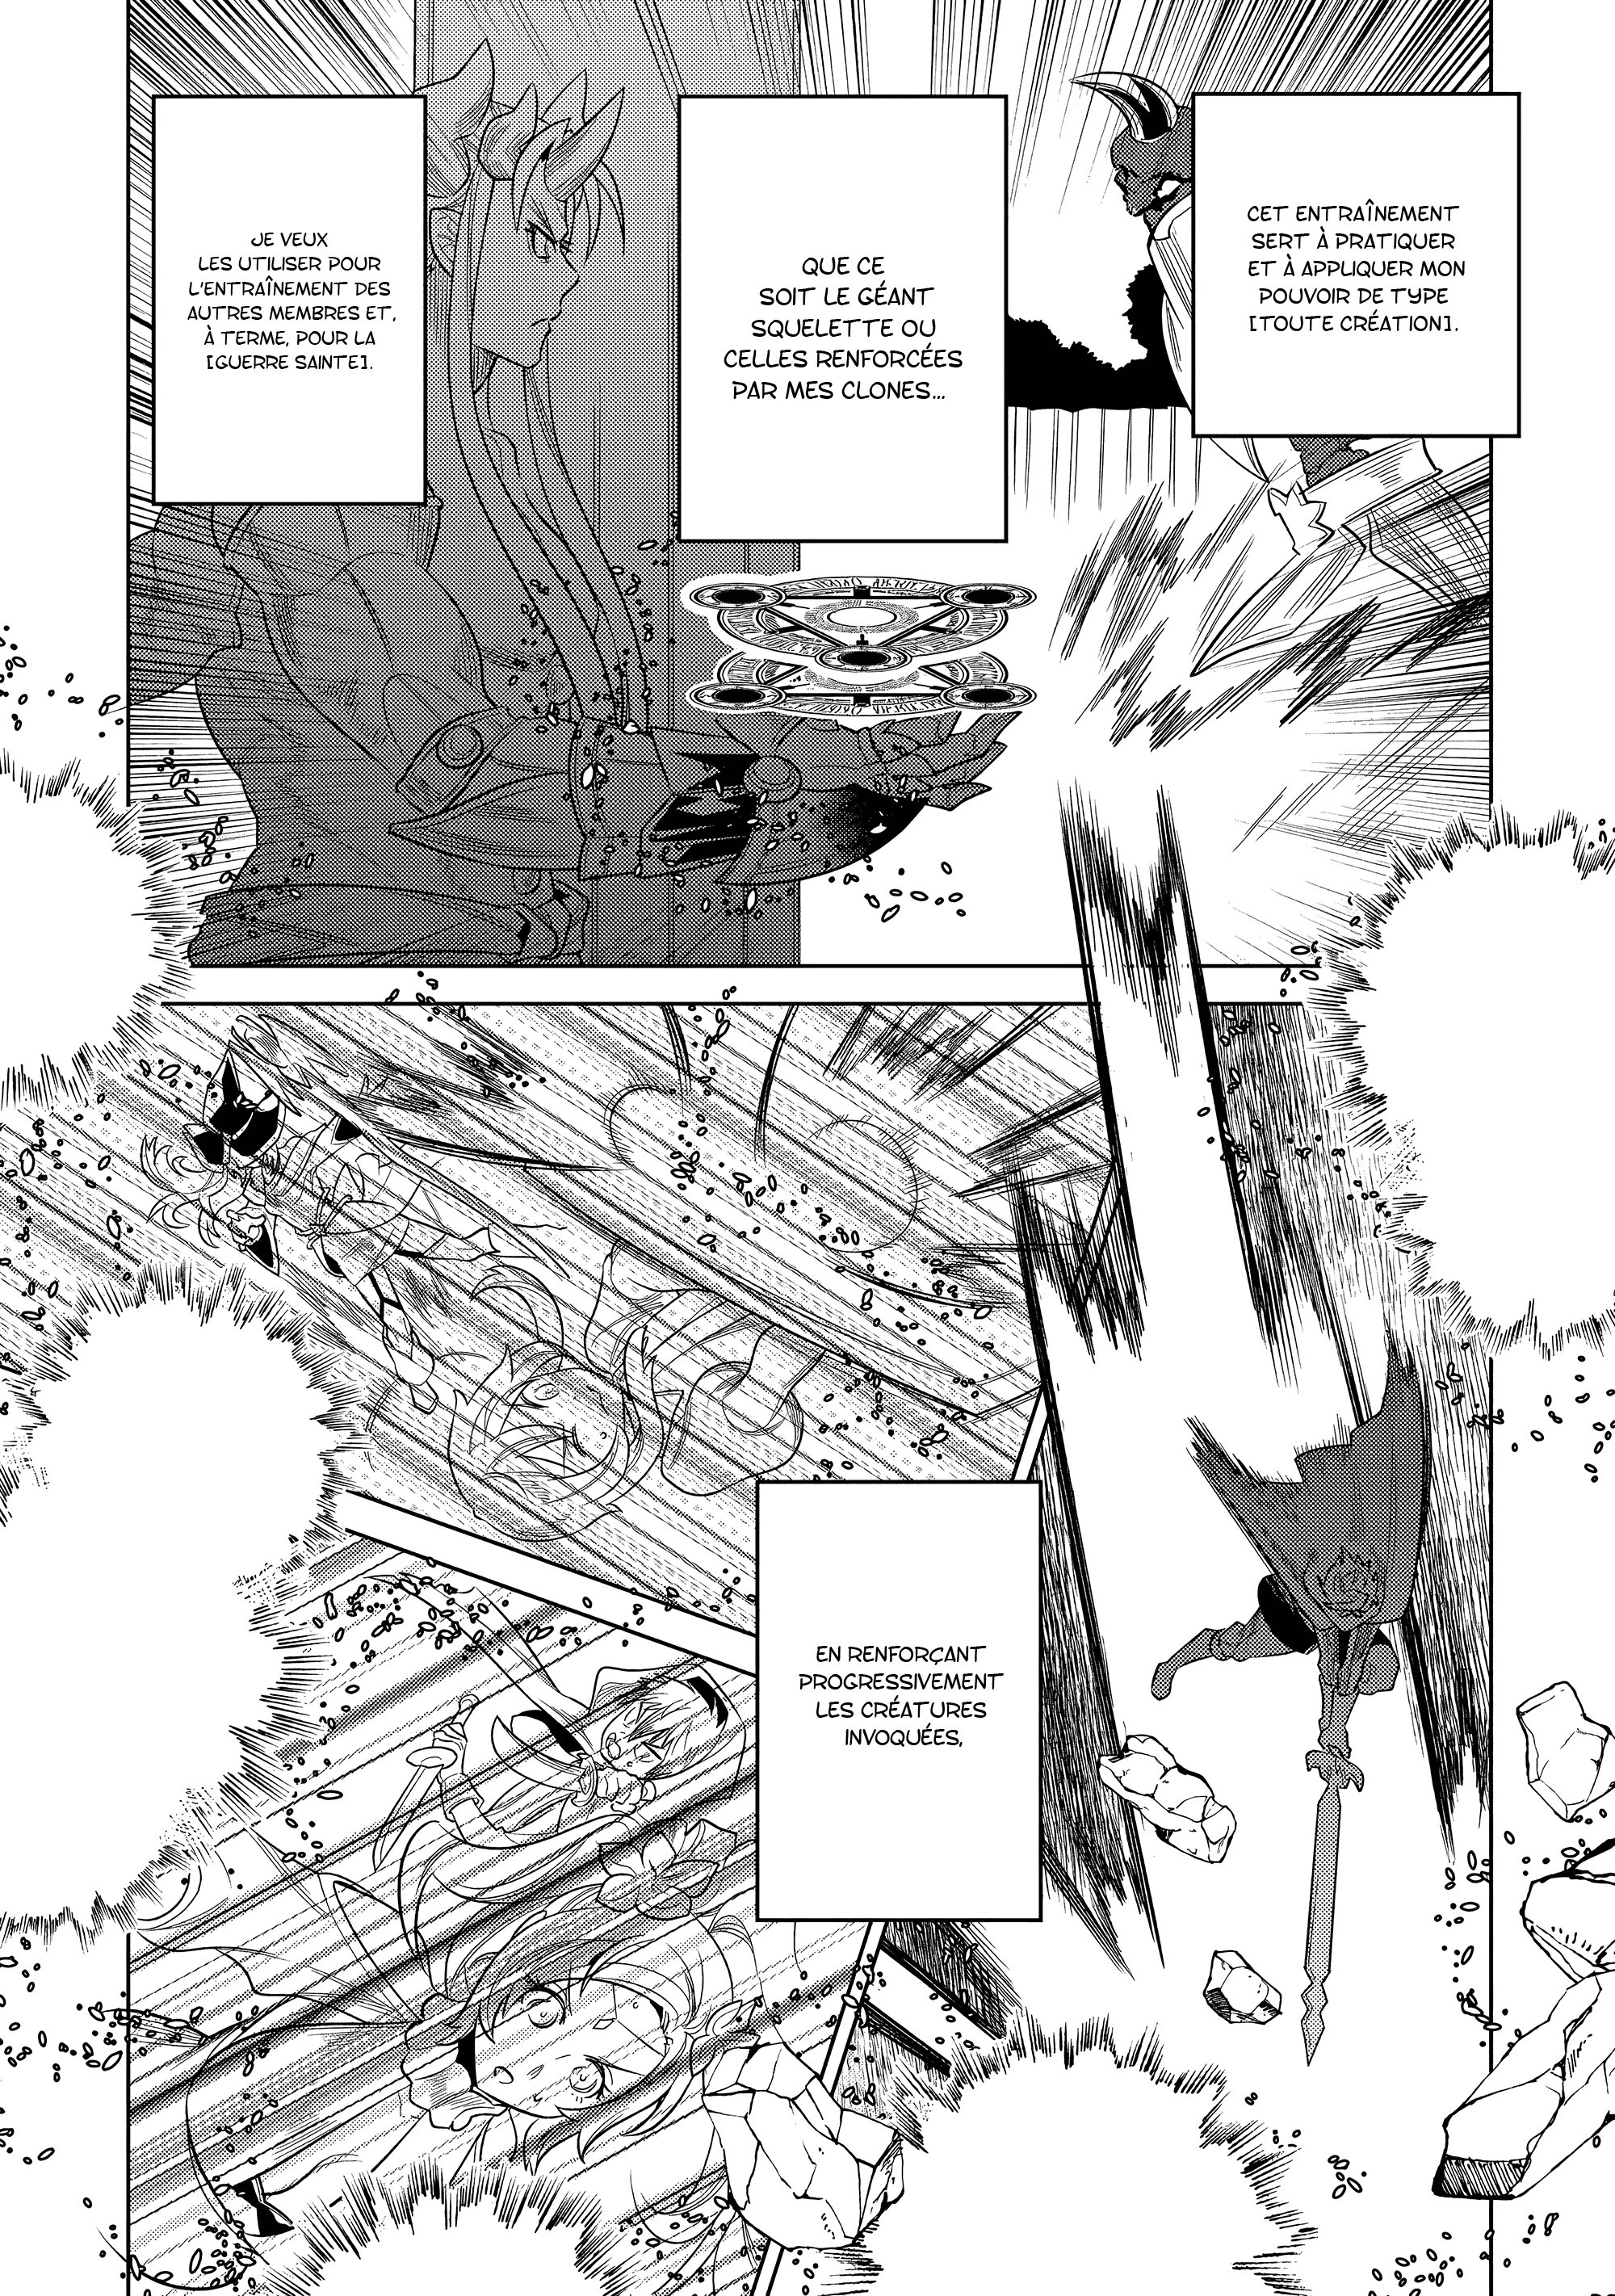 CET ENTRAÎNEMENT
SERT À PRATIQUER
ET À APPLIQUER MON
POUVOIR DE TYPE
[TOUTE CRÉATION].
QUE CE
SOIT LE GÉANT
SQUELETTE OU
CELLES RENFORCÉES
PAR MES CLONES...
JE VEUX
LES UTILISER POUR
L'ENTRAÎNEMENT DES
AUTRES MEMBRES ET,
À TERME, POUR LA
[GUERRE SAINTE].
EN RENFORÇANT
PROGRESSIVEMENT
LES CRÉATURES
INVOQUÉES,